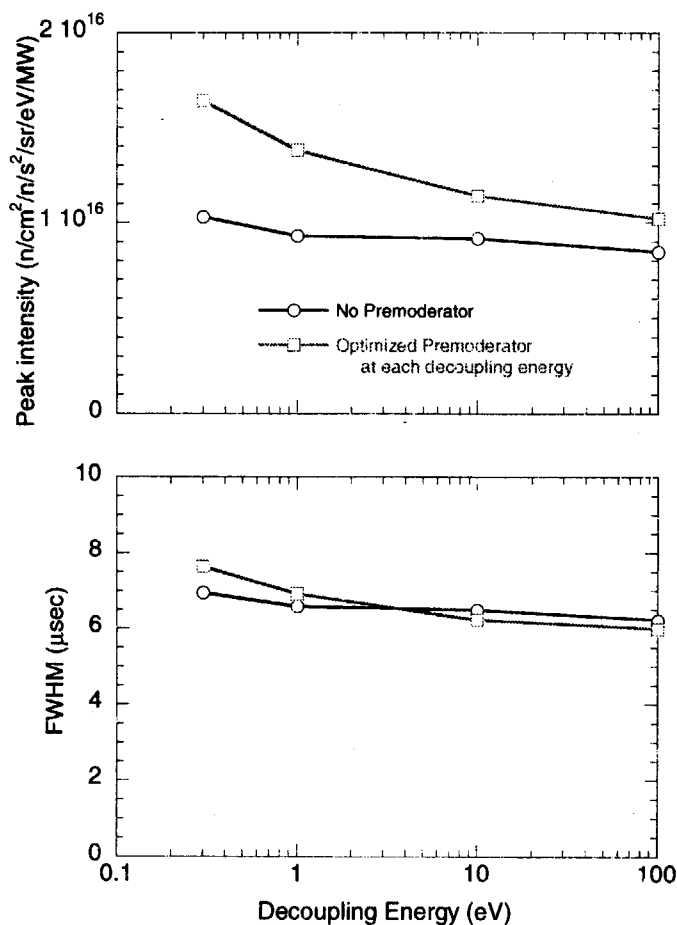 2 10^16
1 10^16
0
Peak intensity (n/cm^2/n/s^2/sr/eV/MW)
No Premoderator
Optimized Premoderator
at each decoupling energy
10
8
6
4
2
0
FWHM (µsec)
0.1
1
10
100
Decoupling Energy (eV)